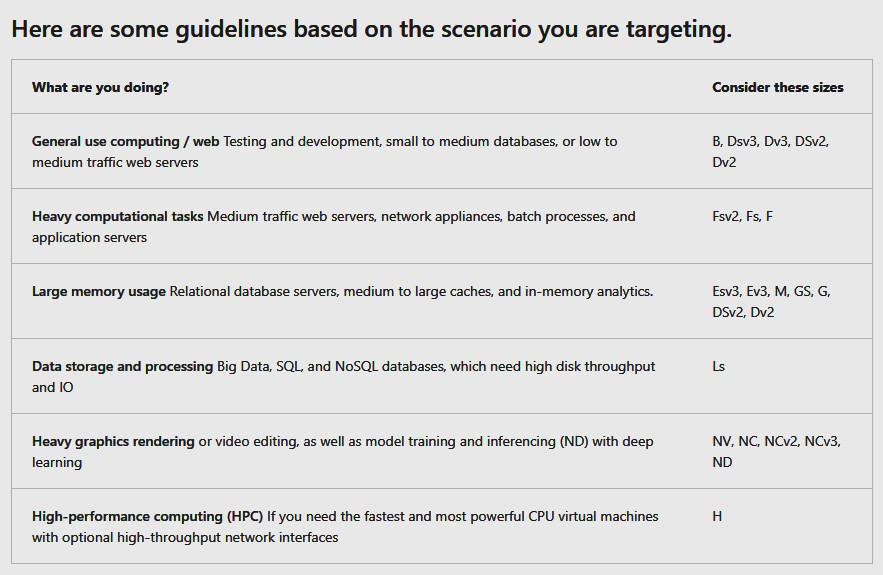 Here are some guidelines based on the scenario you are targeting.
What are you doing?
Consider these sizes
General use computing / web Testing and development, small to medium databases, or low to
medium traffic web servers
B, Dsv3, Dv3, DSv2,
Dv2
Heavy computational tasks Medium traffic web servers, network appliances, batch processes, and
application servers
Fsv2, Fs, F
Large memory usage Relational database servers, medium to large caches, and in-memory analytics.
Esv3, Ev3, M, GS, G,
DSv2, Dv2
Data storage and processing Big Data, SQL, and NoSQL databases, which need high disk throughput
and IO
Ls
Heavy graphics rendering or video editing, as well as model training and inferencing (ND) with deep
learning
NV, NC, NCv2, NCv3,
ND
High-performance computing (HPC) If you need the fastest and most powerful CPU virtual machines
with optional high-throughput network interfaces
H